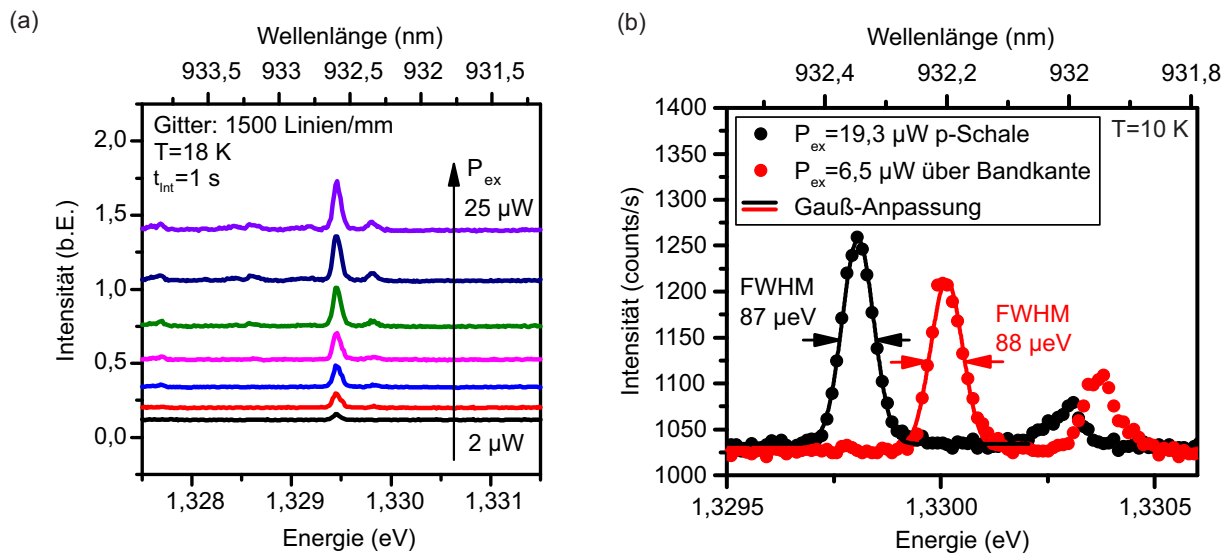 (a)
Wellenlänge (nm)
933,5 933 932,5 932 931,5
Intensität (b.E.)
2,0
1,5
1,0
0,5
0,0
Gitter: 1500 Linien/mm
T=18 K
t_Int=1 s
P_ex
25 µW
2 µW
1,328 1,329 1,330 1,331
Energie (eV)
(b)
Wellenlänge (nm)
932,4 932,2 932 931,8
Intensität (counts/s)
1400
1350
1300
1250
1200
1150
1100
1050
1000
P_ex=19,3 µW p-Schale
P_ex=6,5 µW über Bandkante
Gauß-Anpassung
T=10 K
FWHM
87 µeV
FWHM
88 µeV
1,3295 1,3300 1,3305
Energie (eV)